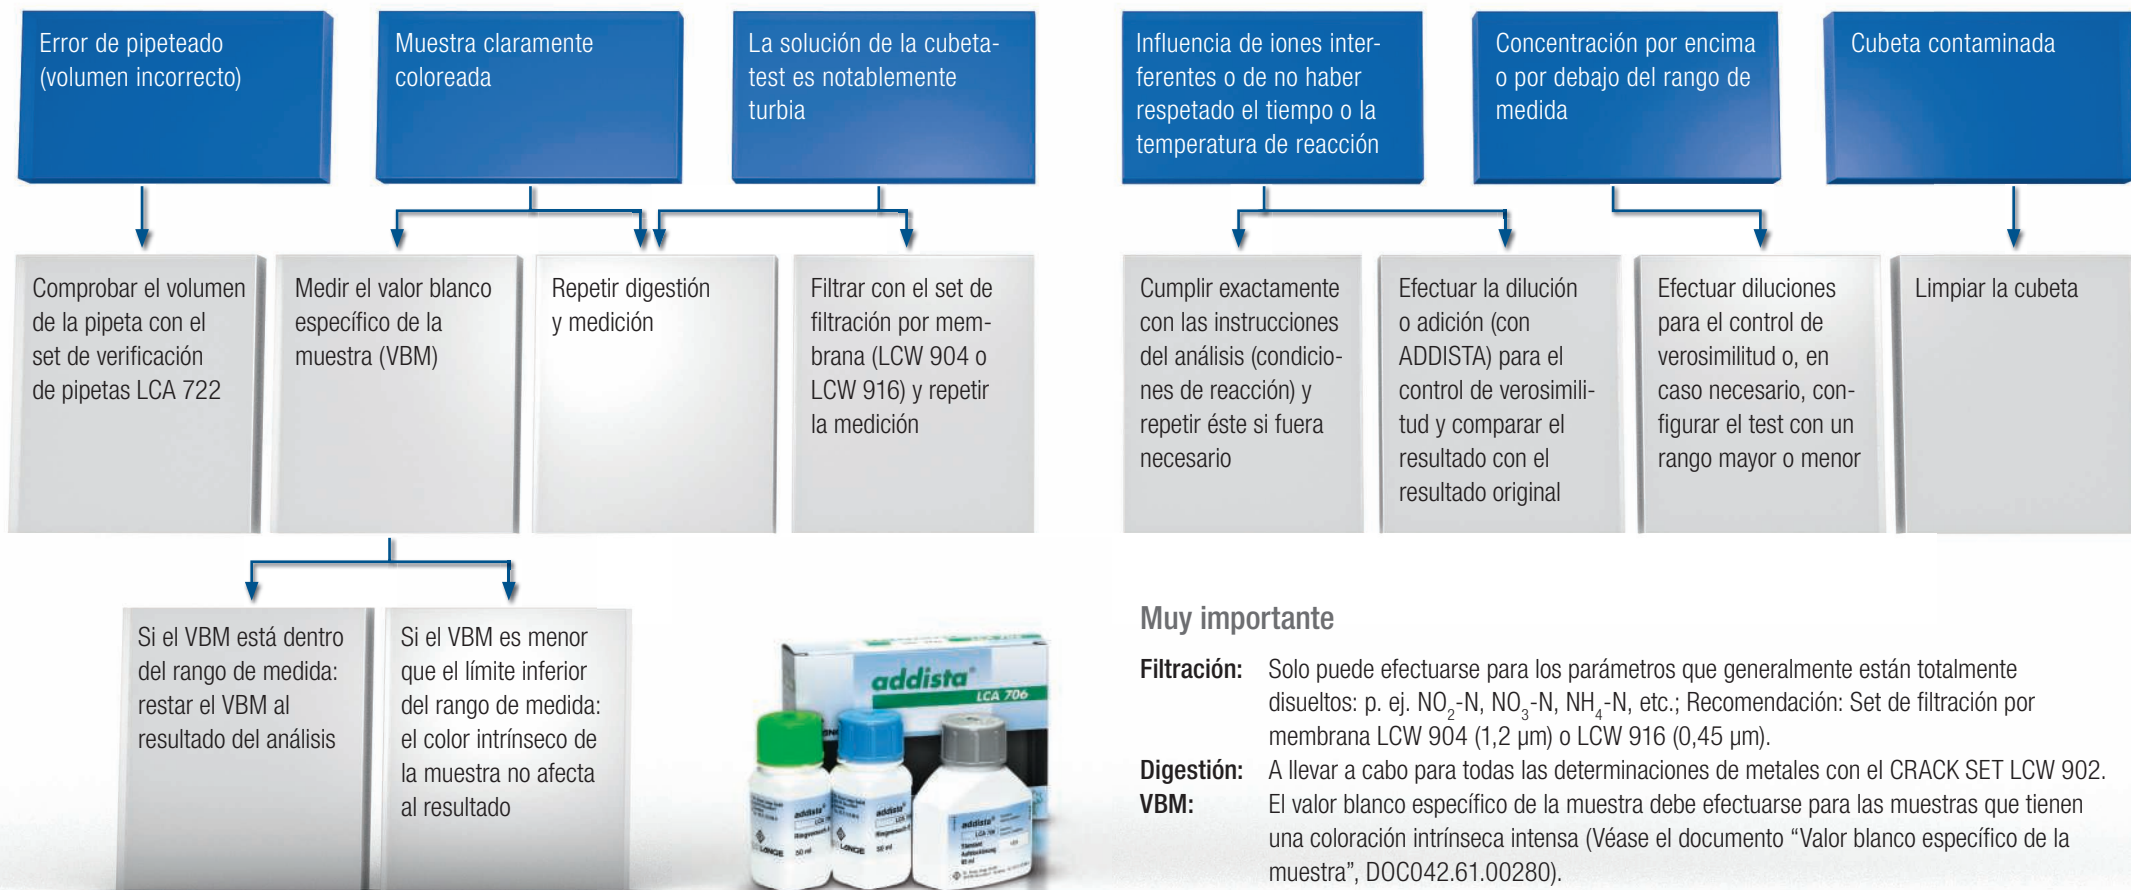 Error de pipeteado
(volumen incorrecto)
Muestra claramente
coloreada
La solución de la cubeta-
test es notablemente
turbia
Influencia de iones inter-
ferentes o de no haber
respetado el tiempo o la
temperatura de reacción
Concentración por encima
o por debajo del rango de
medida
Cubeta contaminada
Comprobar el volumen
de la pipeta con el
set de verificación
de pipetas LCA 722
Medir el valor blanco
específico de la
muestra (VBM)
Repetir digestión
y medición
Filtrar con el set de
filtración por mem-
brana (LCW 904 o
LCW 916) y repetir
la medición
Cumplir exactamente
con las instrucciones
del análisis (condicio-
nes de reacción) y
repetir éste si fuera
necesario
Efectuar la dilución
o adición (con
ADDISTA) para el
control de verosimili-
tud y comparar el
resultado con el
resultado original
Efectuar diluciones
para el control de
verosimilitud o, en
caso necesario, con-
figurar el test con un
rango mayor o menor
Limpiar la cubeta
Si el VBM está dentro
del rango de medida:
restar el VBM al
resultado del análisis
Si el VBM es menor
que el límite inferior
del rango de medida:
el color intrínseco de
la muestra no afecta
al resultado
addista®
LCA 706
addista®
LANGE
50 ml
addista®
LANGE
50 ml
addista®
LCA 706
Muy importante
Filtración: Solo puede efectuarse para los parámetros que generalmente están totalmente
disueltos: p. ej. NO₂-N, NO₃-N, NH₄-N, etc.; Recomendación: Set de filtración por
membrana LCW 904 (1,2 µm) o LCW 916 (0,45 µm).
Digestión: A llevar a cabo para todas las determinaciones de metales con el CRACK SET LCW 902.
VBM: El valor blanco específico de la muestra debe efectuarse para las muestras que tienen
una coloración intrínseca intensa (Véase el documento “Valor blanco específico de la
muestra”, DOC042.61.00280).